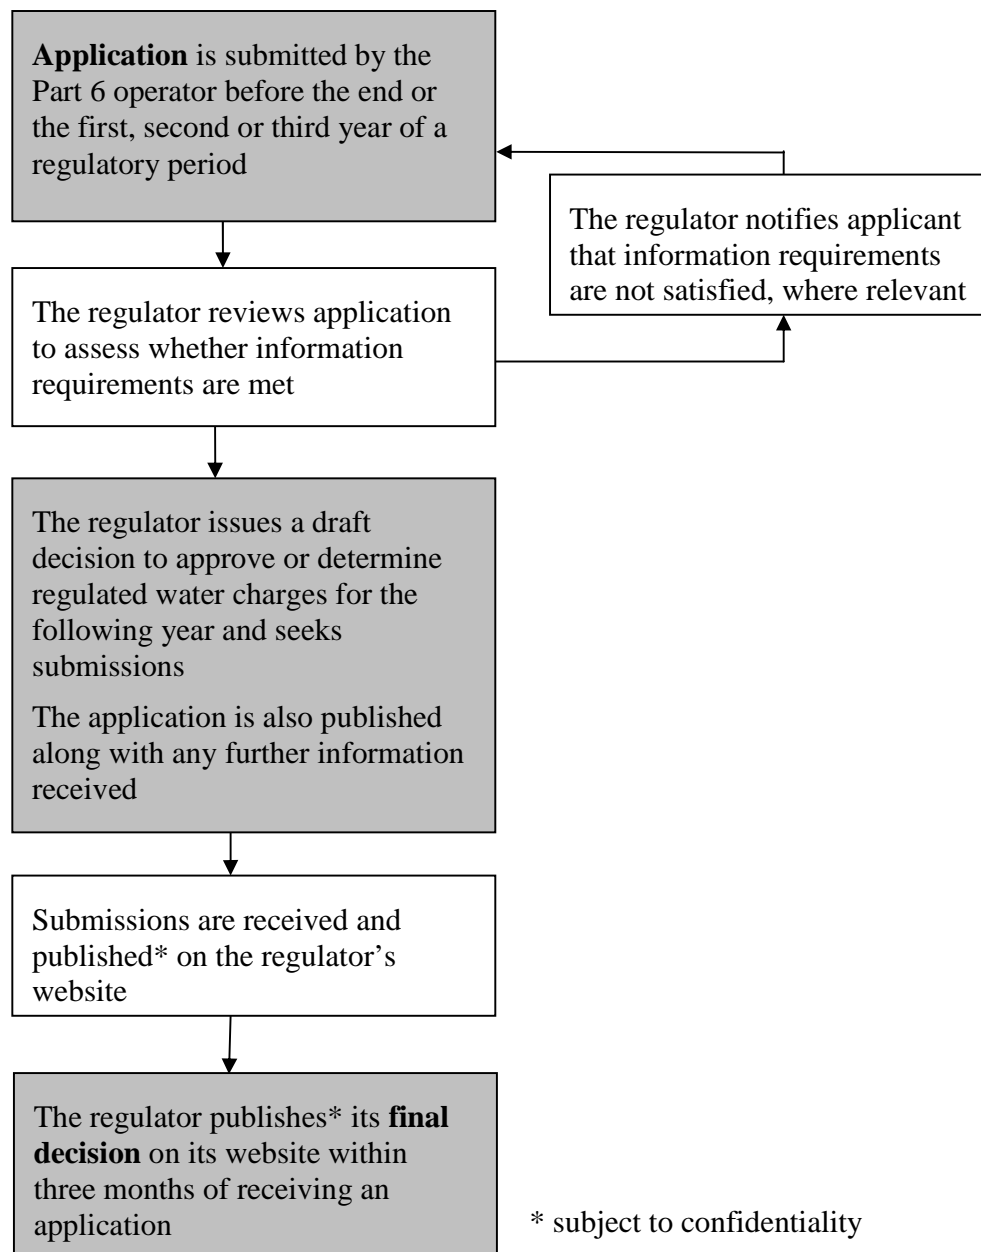 Application is submitted by the
Part 6 operator before the end or
the first, second or third year of a
regulatory period
The regulator notifies applicant
that information requirements
are not satisfied, where relevant
The regulator reviews application
to assess whether information
requirements are met
The regulator issues a draft
decision to approve or determine
regulated water charges for the
following year and seeks
submissions
The application is also published
along with any further information
received
Submissions are received and
published* on the regulator’s
website
The regulator publishes* its final
decision on its website within
three months of receiving an
application
* subject to confidentiality